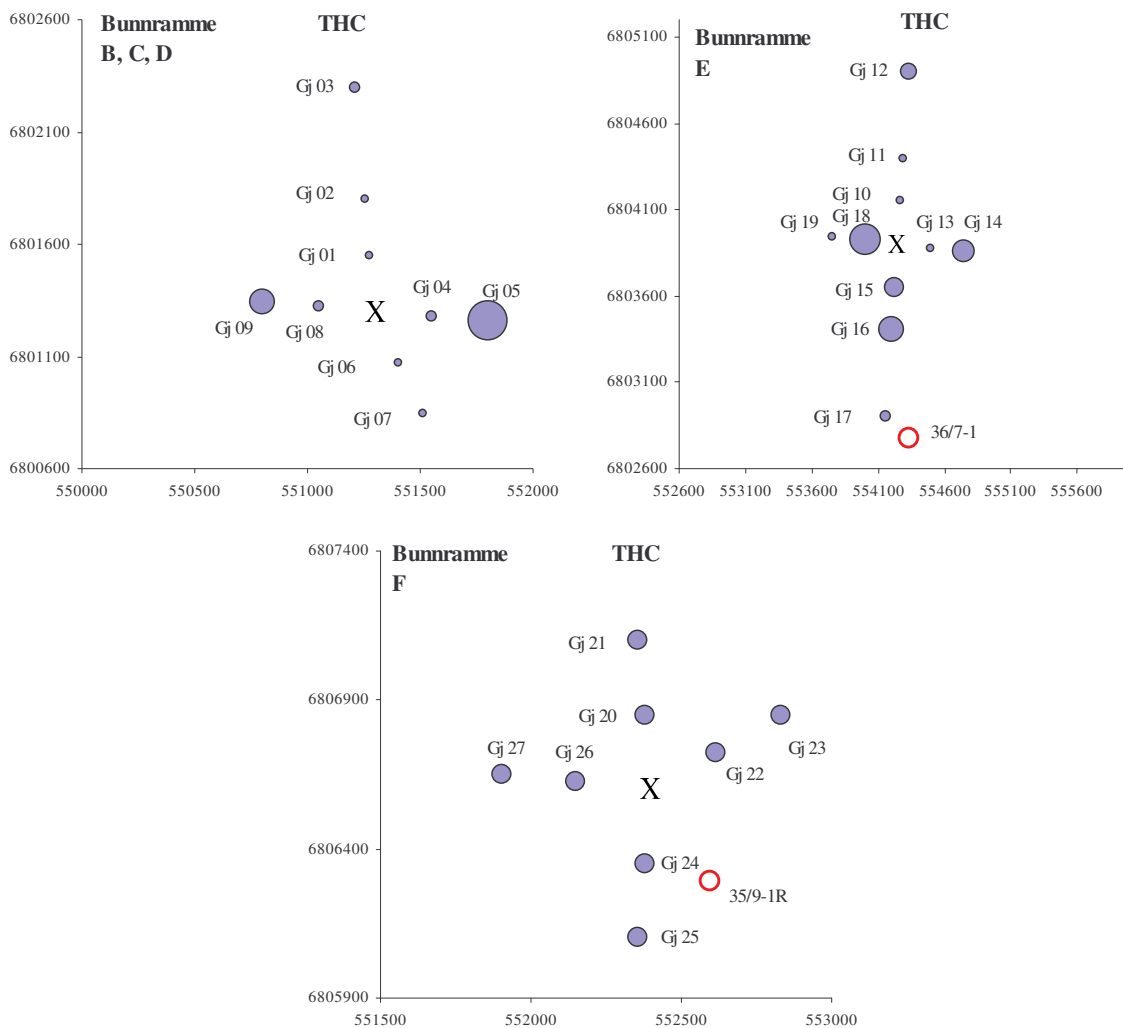 Bunnramme THC
B, C, D
6802600
6802100
6801600
6801100
6800600
550000 550500 551000 551500 552000
Gj 03
Gj 02
Gj 01
Gj 04
Gj 05
X
Gj 09
Gj 08
Gj 06
Gj 07
Bunnramme THC
E
6805100
6804600
6804100
6803600
6803100
6802600
552600 553100 553600 554100 554600 555100 555600
Gj 12
Gj 11
Gj 10
Gj 19 Gj 18 Gj 13 Gj 14
X
Gj 15
Gj 16
Gj 17
36/7-1
Bunnramme THC
F
6807400
6806900
6806400
6805900
551500 552000 552500 553000
Gj 21
Gj 20
Gj 23
Gj 27 Gj 26
Gj 22
X
Gj 24
35/9-1R
Gj 25